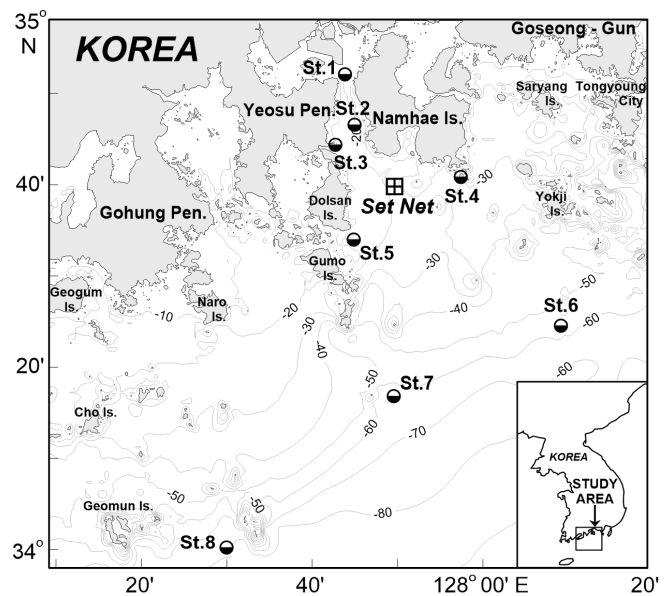 35°
N
KOREA
Goseong - Gun
St.1
Saryang
Is.
Tongyoung
City
Yeosu Pen.
St.2
Namhae Is.
-20
St.3
40'
St.4
-30
Set Net
Dolsan
Is.
Yokji
Is.
Gohung Pen.
St.5
Gumo
Is.
-30
-50
Geogum
Is.
Naro
Is.
-10
-20
-40
St.6
-60
-30
-40
20'
-60
-50
St.7
Cho Is.
-60
-70
KOREA
STUDY
AREA
-50
-50
Geomun Is.
-80
St.8
34°
20'
40'
128° 00' E
20'